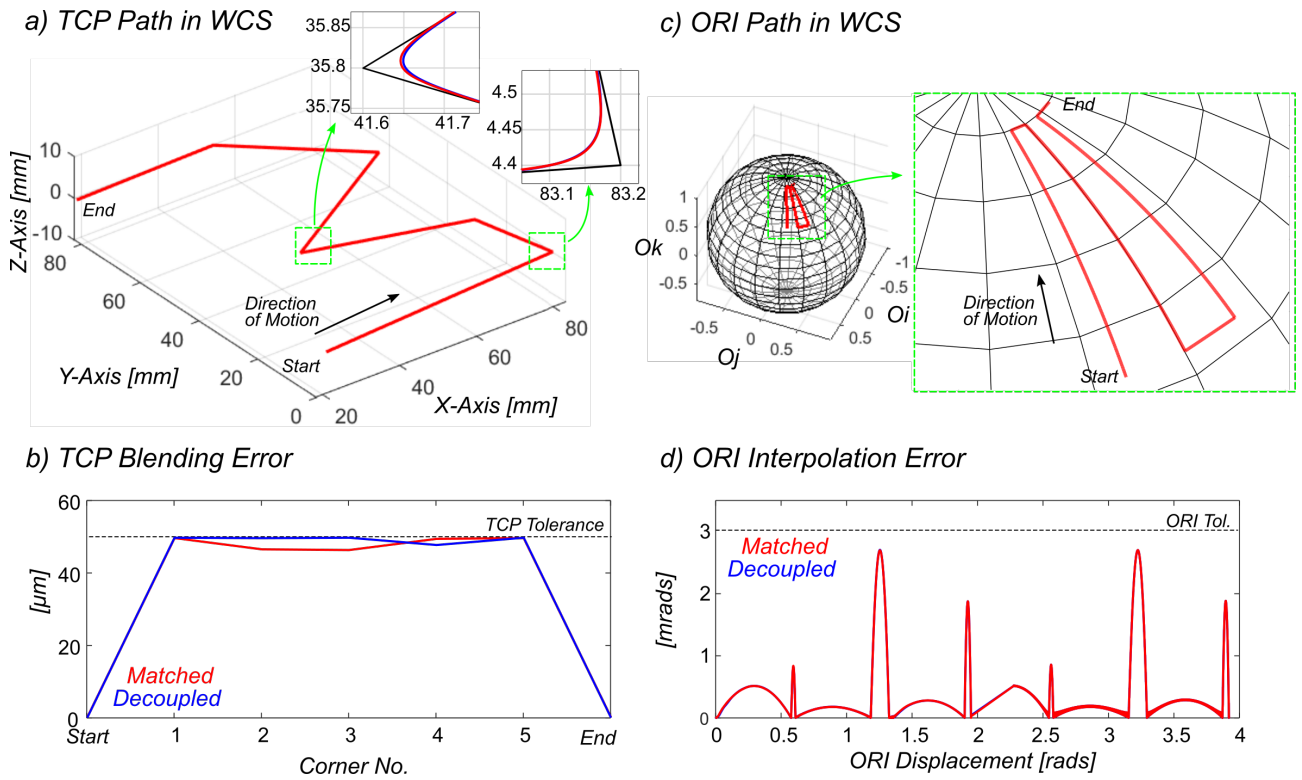 a) TCP Path in WCS
35.85
35.8
35.75
41.6
41.7
4.5
4.45
4.4
83.1
83.2
Z-Axis [mm]
10
0
-10
End
80
60
40
20
0
Y-Axis [mm]
Direction
of Motion
Start
20
40
60
80
X-Axis [mm]
c) ORI Path in WCS
1
0.5
0
-0.5
Ok
-0.5
0
0.5
Oj
-1
-0.5
0
0.5
Oi
End
Direction
of Motion
Start
b) TCP Blending Error
60
40
20
0
[µm]
TCP Tolerance
Matched
Decoupled
Start
1
2
3
4
5
End
Corner No.
d) ORI Interpolation Error
3
2
1
0
[mrads]
ORI Tol.
Matched
Decoupled
0
0.5
1
1.5
2
2.5
3
3.5
4
ORI Displacement [rads]